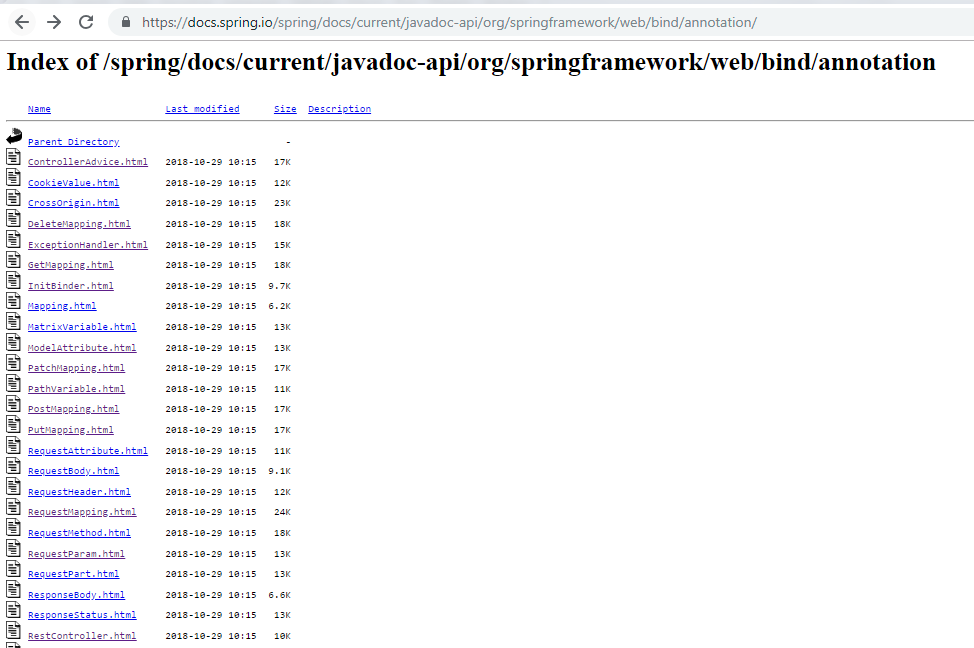 https://docs.spring.io/spring/docs/current/javadoc-api/org/springframework/web/bind/annotation/
Index of /spring/docs/current/javadoc-api/org/springframework/web/bind/annotation
Name Last modified Size Description
Parent Directory -
ControllerAdvice.html 2018-10-29 10:15 17K
CookieValue.html 2018-10-29 10:15 12K
CrossOrigin.html 2018-10-29 10:15 23K
DeleteMapping.html 2018-10-29 10:15 18K
ExceptionHandler.html 2018-10-29 10:15 15K
GetMapping.html 2018-10-29 10:15 18K
InitBinder.html 2018-10-29 10:15 9.7K
Mapping.html 2018-10-29 10:15 6.2K
MatrixVariable.html 2018-10-29 10:15 13K
ModelAttribute.html 2018-10-29 10:15 13K
PatchMapping.html 2018-10-29 10:15 17K
PathVariable.html 2018-10-29 10:15 11K
PostMapping.html 2018-10-29 10:15 17K
PutMapping.html 2018-10-29 10:15 17K
RequestAttribute.html 2018-10-29 10:15 11K
RequestBody.html 2018-10-29 10:15 9.1K
RequestHeader.html 2018-10-29 10:15 12K
RequestMapping.html 2018-10-29 10:15 24K
RequestMethod.html 2018-10-29 10:15 18K
RequestParam.html 2018-10-29 10:15 13K
RequestPart.html 2018-10-29 10:15 13K
ResponseBody.html 2018-10-29 10:15 6.6K
ResponseStatus.html 2018-10-29 10:15 13K
RestController.html 2018-10-29 10:15 10K